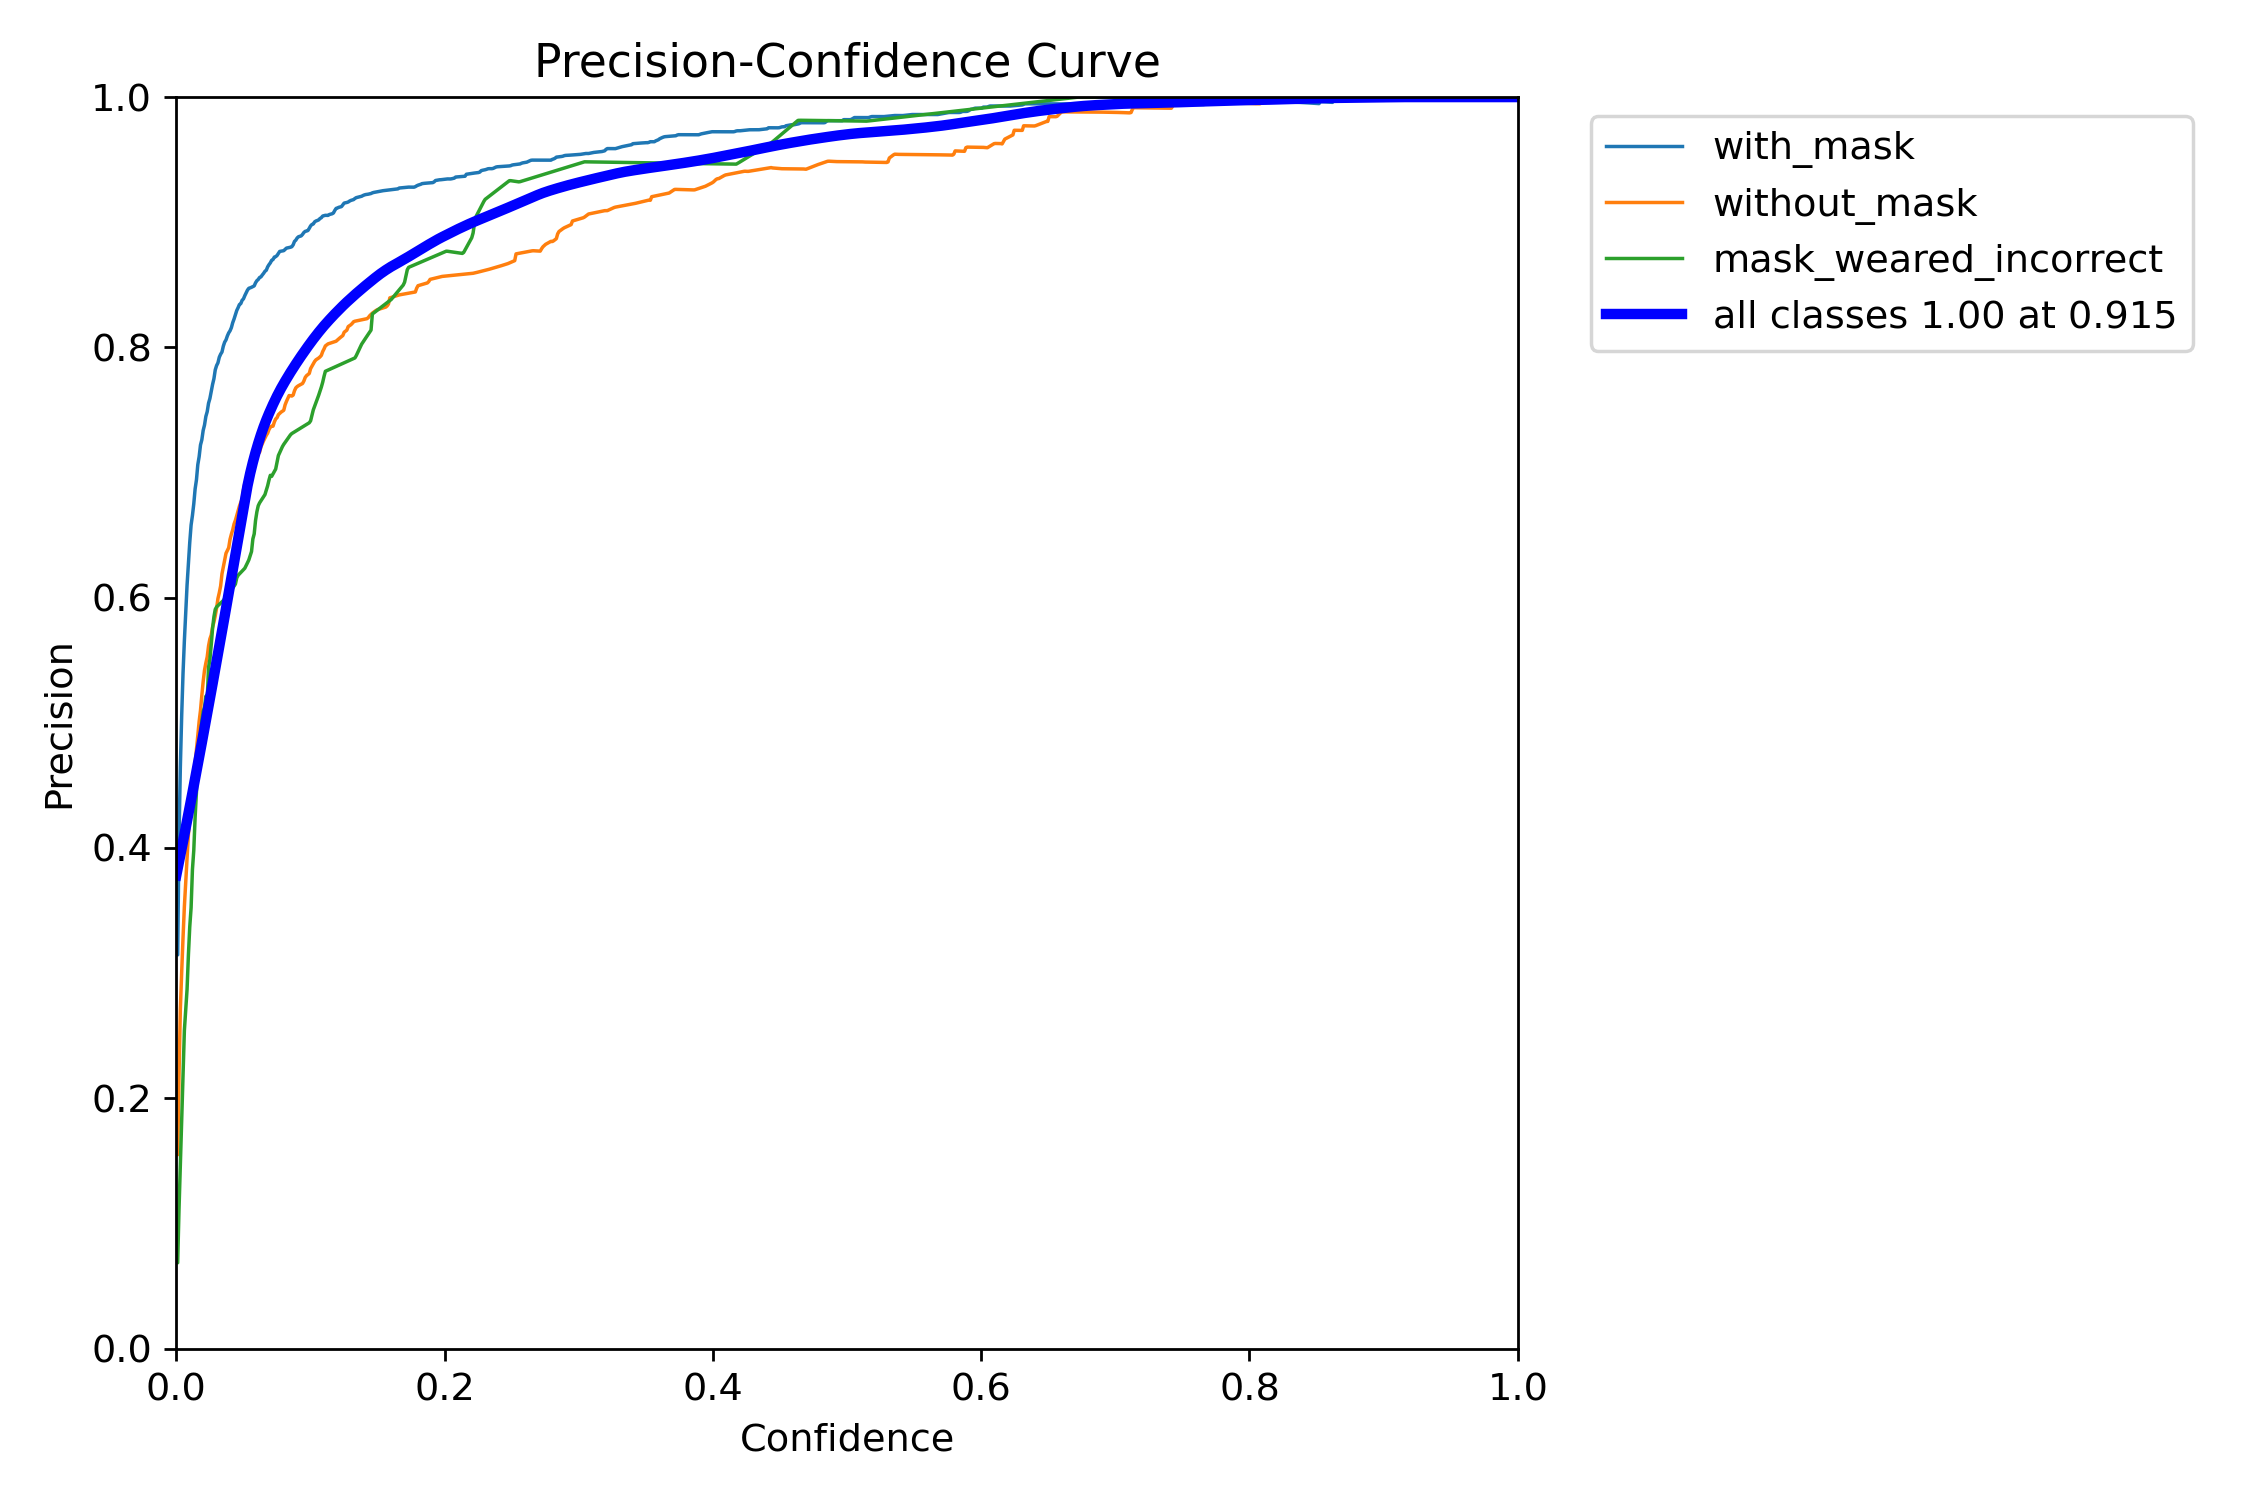 Precision-Confidence Curve
1.0
0.8
0.6
0.4
0.2
0.0
Precision
0.0 0.2 0.4 0.6 0.8 1.0
Confidence
with_mask
without_mask
mask_weared_incorrect
all classes 1.00 at 0.915